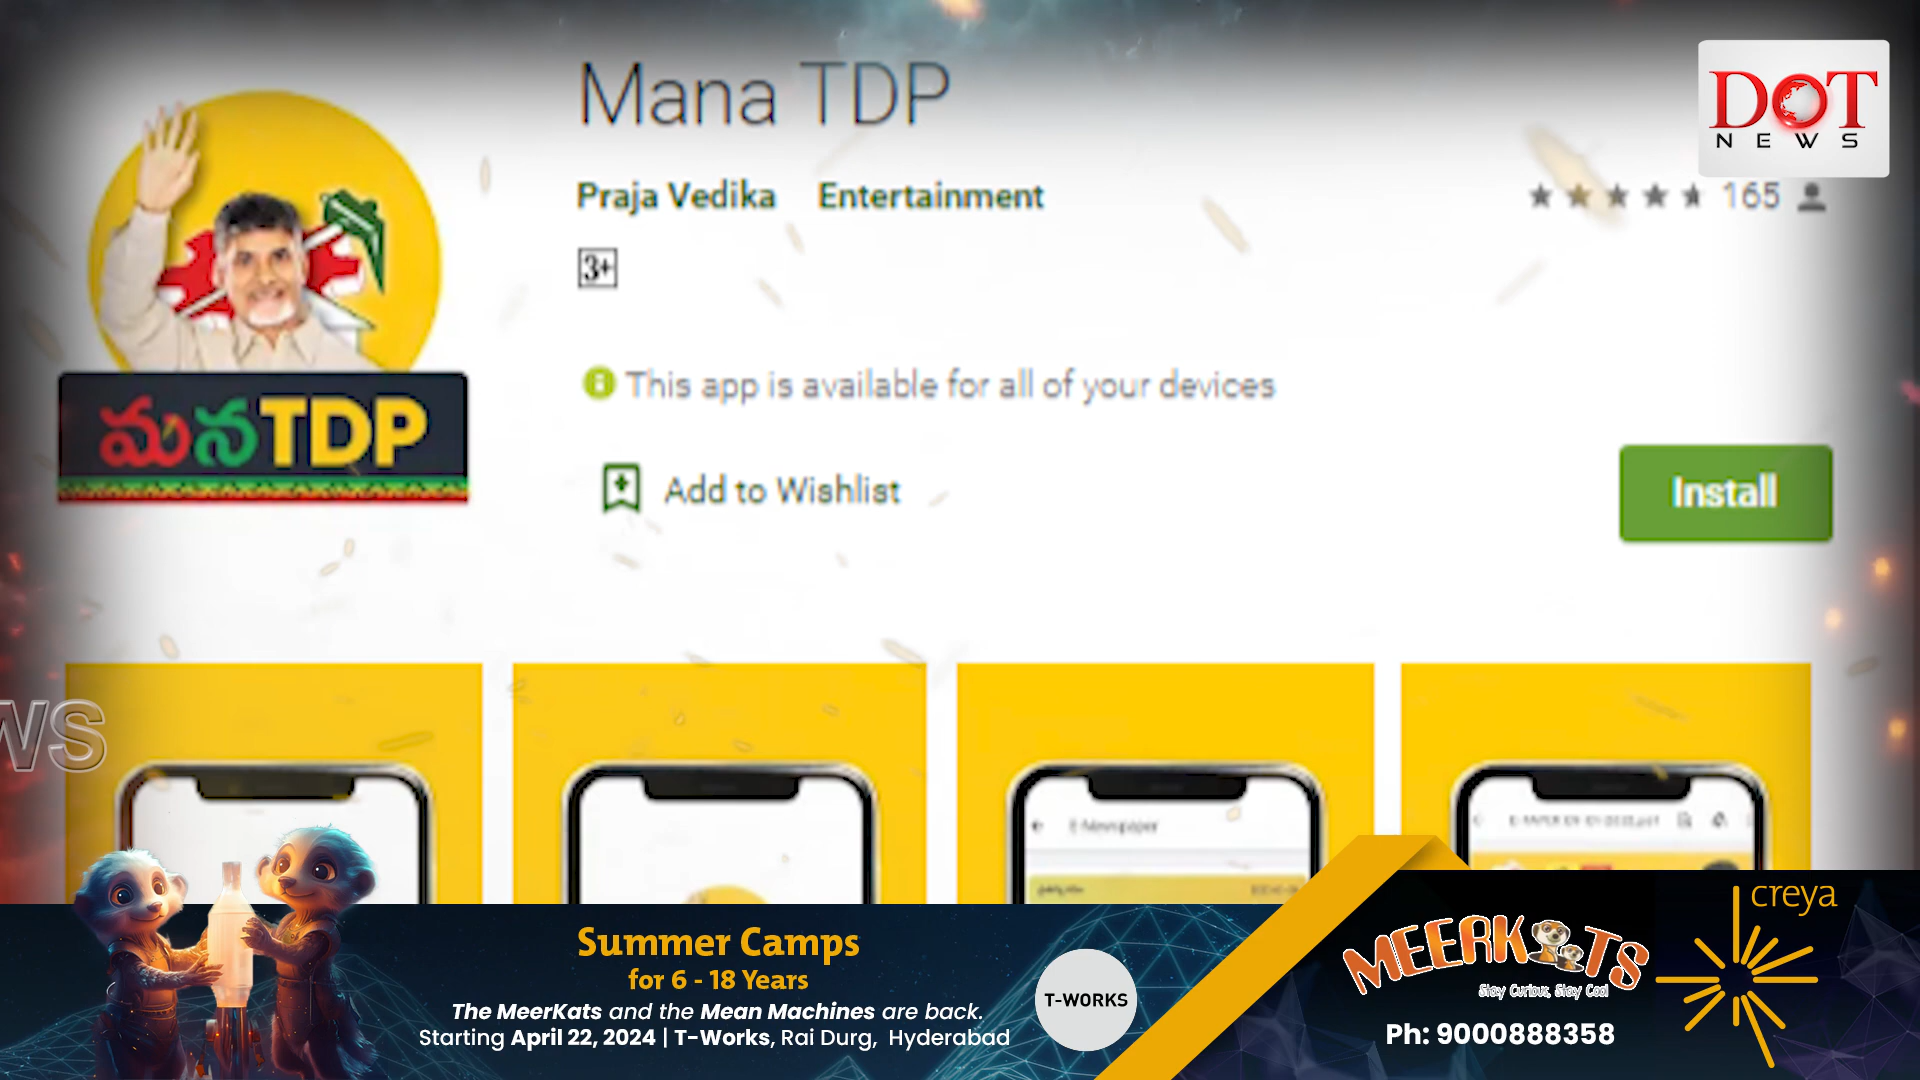 Mana TDP
DOT
NEWS
Praja Vedika Entertainment
165
3+
This app is available for all of your devices
మన TDP
Add to Wishlist
Install
WS
E-Newspaper
creya
Summer Camps
for 6 - 18 Years
The MeerKats and the Mean Machines are back.
Starting April 22, 2024 | T-Works, Rai Durg, Hyderabad
T-WORKS
MEERKATS
Stay Curious, Stay Cool
Ph: 9000888358